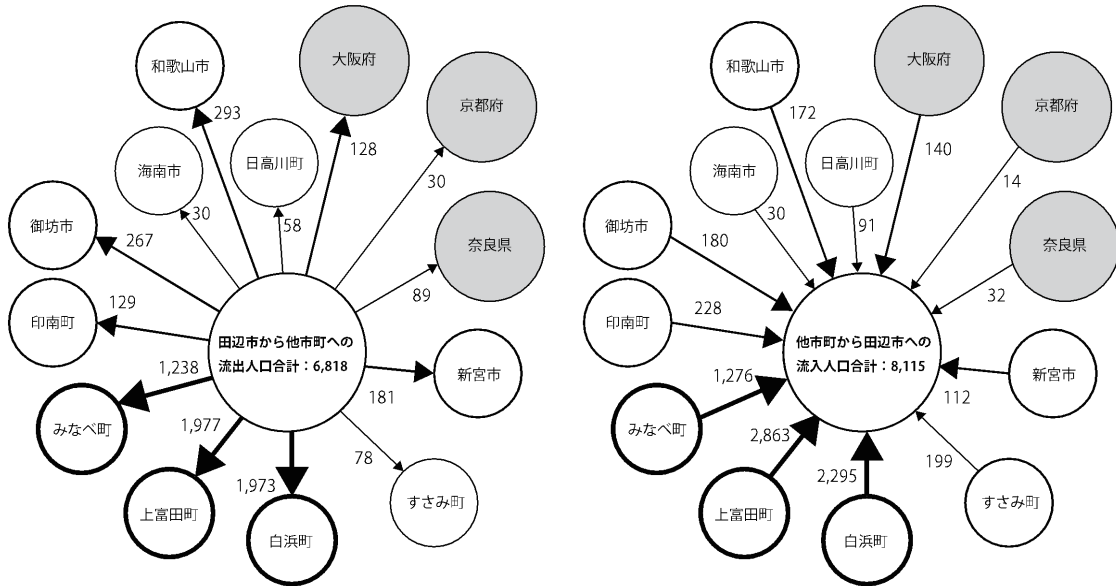 和歌山市
大阪府
京都府
海南市
日高川町
奈良県
御坊市
印南町
みなべ町
上富田町
白浜町
すさみ町
新宮市
293
128
30
30
58
267
89
129
1,238
1,977
1,973
78
181
田辺市から他市町への
流出人口合計：6,818
和歌山市
大阪府
京都府
海南市
日高川町
奈良県
御坊市
印南町
みなべ町
上富田町
白浜町
すさみ町
新宮市
172
140
14
30
91
180
32
228
1,276
2,863
2,295
199
112
他市町から田辺市への
流入人口合計：8,115